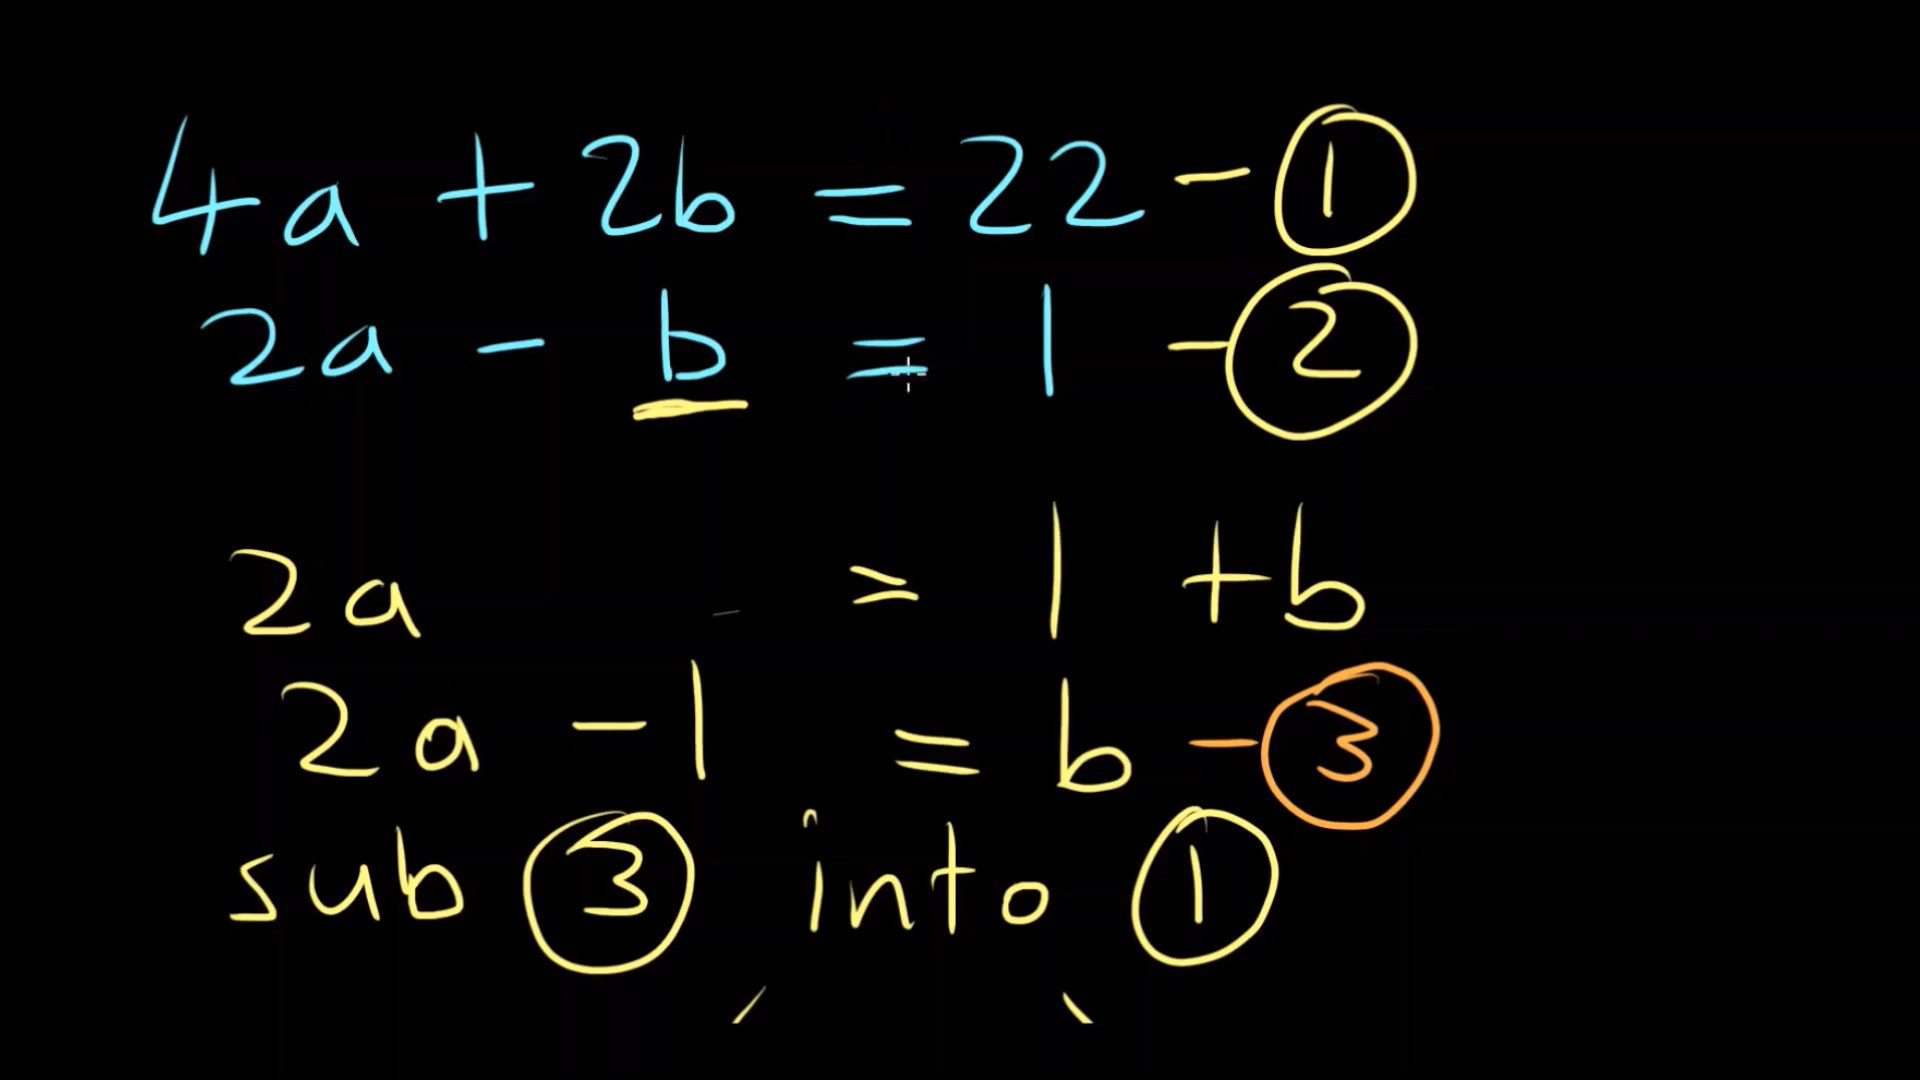 4a + 2b = 22 - ①
2a - b = 1 - ②
2a = 1 + b
2a - 1 = b - ③
sub ③ into ①